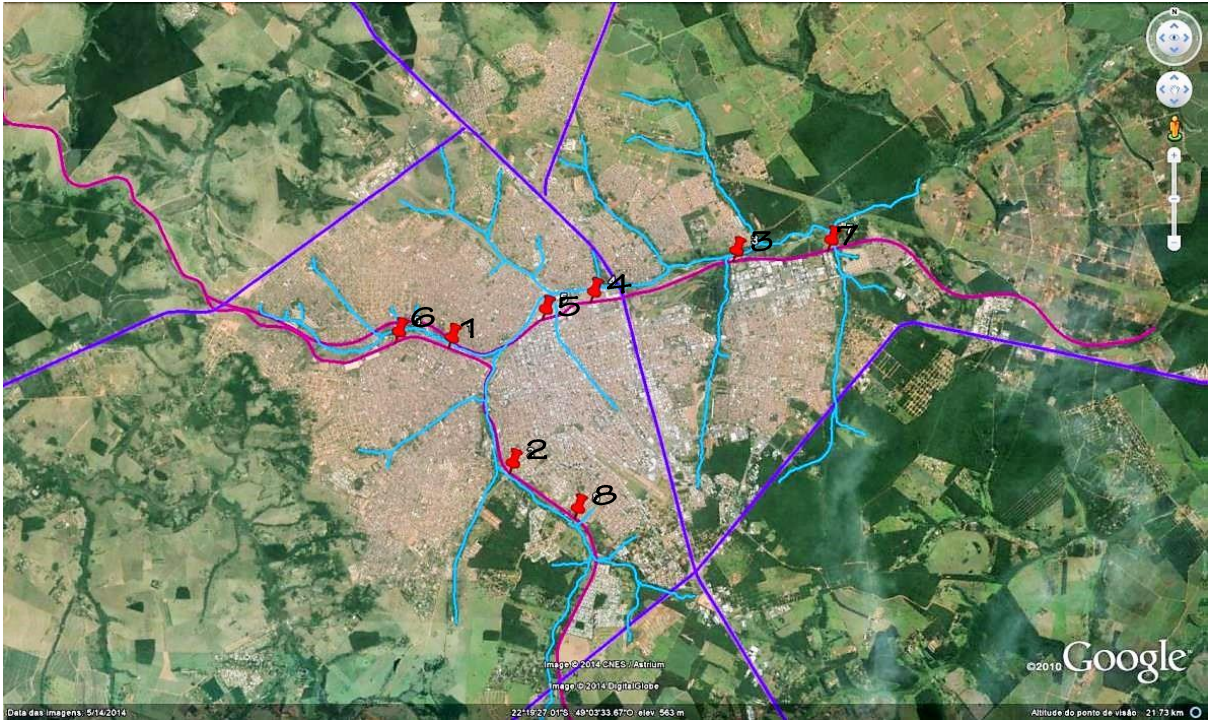 N
3
7
4
5
6
1
2
8
Image © 2014 CNES / Astrium
Image © 2014 DigitalGlobe
©2010 Google
Data das imagens: 5/14/2014
22°19'27.01"S 49°03'33.67"O elev. 563 m
Altitude do ponto de visão 21.73 km